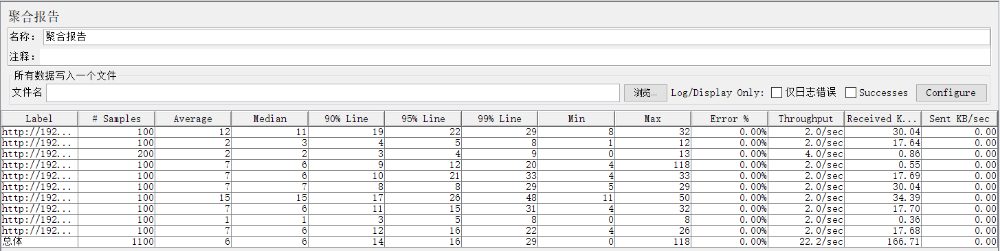 聚合报告
名称： 聚合报告
注释：
所有数据写入一个文件
文件名 浏览... Log/Display Only: 仅日志错误 Successes Configure
Label # Samples Average Median 90% Line 95% Line 99% Line Min Max Error % Throughput Received K... Sent KB/sec
http://192... 100 12 11 19 22 29 8 32 0.00% 2.0/sec 30.04 0.00
http://192... 100 2 3 4 5 8 1 12 0.00% 2.0/sec 17.64 0.00
http://192... 200 2 2 3 4 9 0 13 0.00% 4.0/sec 0.86 0.00
http://192... 100 7 6 9 12 20 4 118 0.00% 2.0/sec 0.55 0.00
http://192... 100 7 6 10 21 33 4 33 0.00% 2.0/sec 17.69 0.00
http://192... 100 7 7 8 8 29 5 29 0.00% 2.0/sec 30.04 0.00
http://192... 100 15 15 17 26 48 11 50 0.00% 2.0/sec 34.39 0.00
http://192... 100 7 6 11 15 31 4 32 0.00% 2.0/sec 17.70 0.00
http://192... 100 1 1 3 5 8 0 8 0.00% 2.0/sec 0.36 0.00
http://192... 100 7 6 12 16 22 4 26 0.00% 2.0/sec 17.68 0.00
总体 1100 6 6 14 16 29 0 118 0.00% 22.2/sec 166.71 0.00